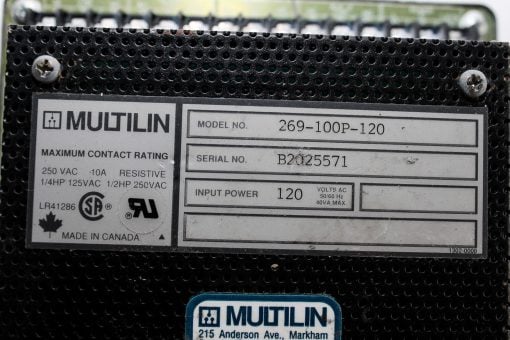 MULTILIN
MAXIMUM CONTACT RATING
250 VAC 10A RESISTIVE
1/4HP 125VAC 1/2HP 250VAC
LR41286
MADE IN CANADA
MODEL NO. 269-100P-120
SERIAL NO. B2025571
INPUT POWER 120 VOLTS AC
50/60 Hz
40VA MAX
1302-0008
MULTILIN
215 Anderson Ave., Markham